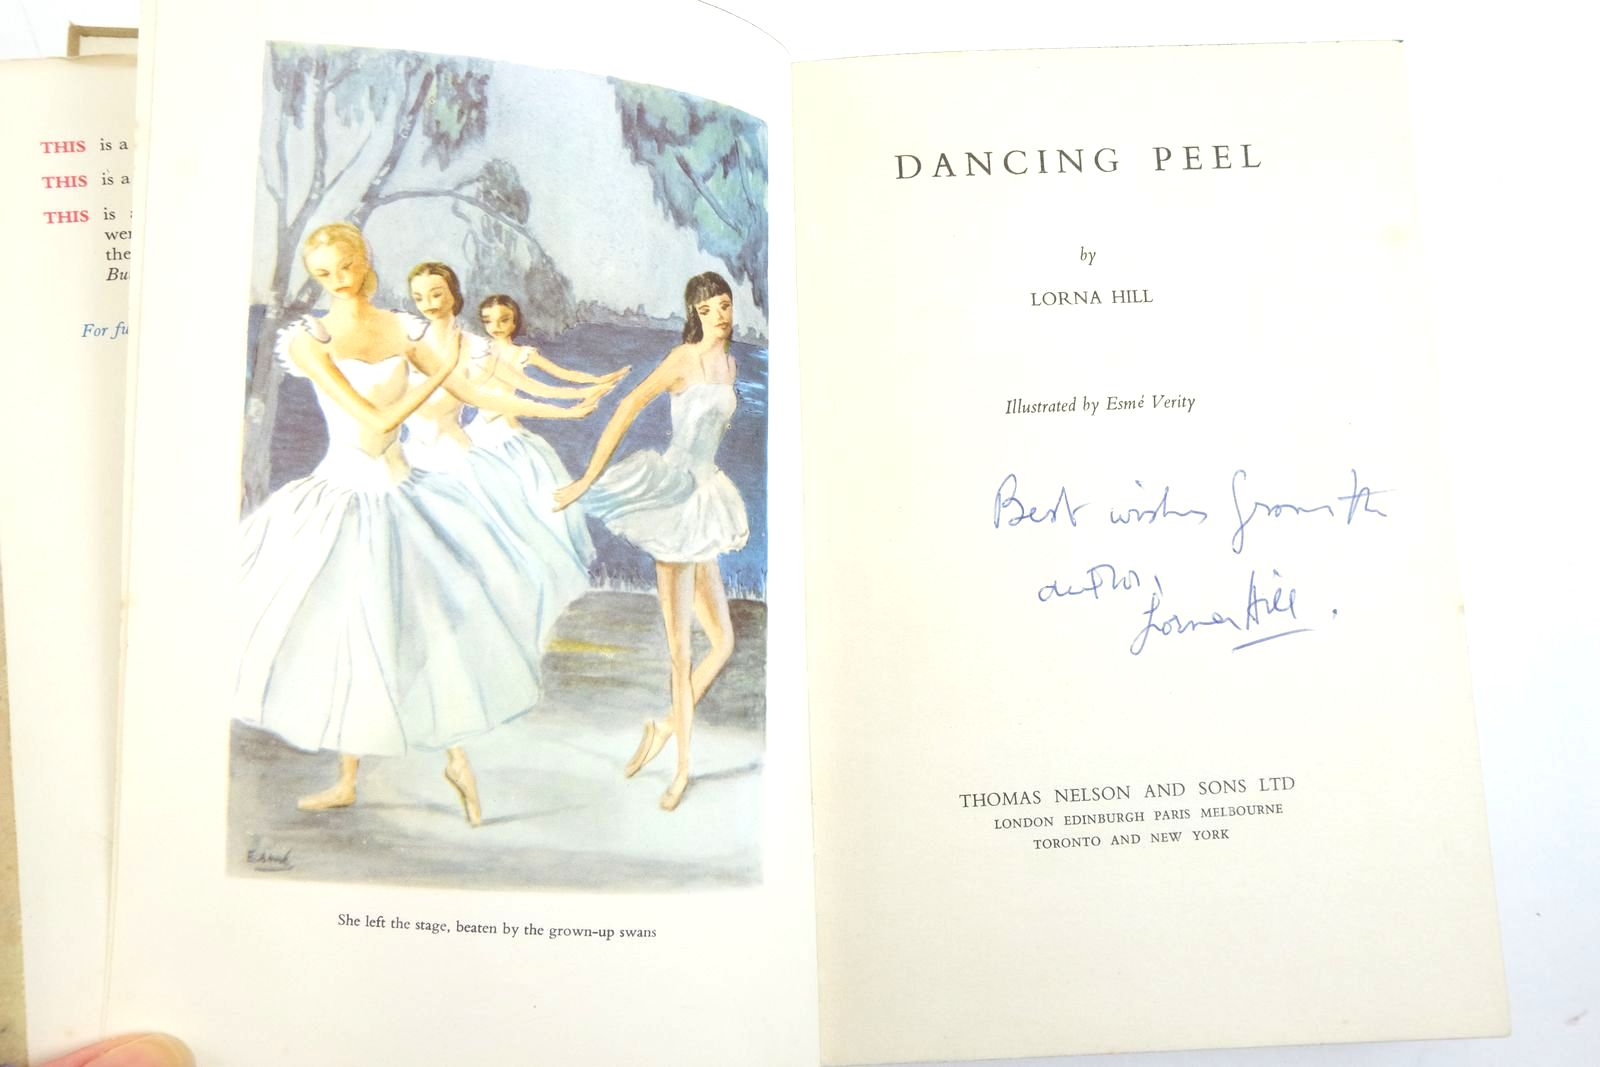 THIS is a
THIS is a
THIS is
wer
the
Bu
For fu
Esmé
She left the stage, beaten by the grown-up swans
DANCING PEEL
by
LORNA HILL
Illustrated by Esmé Verity
Best wishes from the
author,
Lorna Hill.
THOMAS NELSON AND SONS LTD
LONDON EDINBURGH PARIS MELBOURNE
TORONTO AND NEW YORK